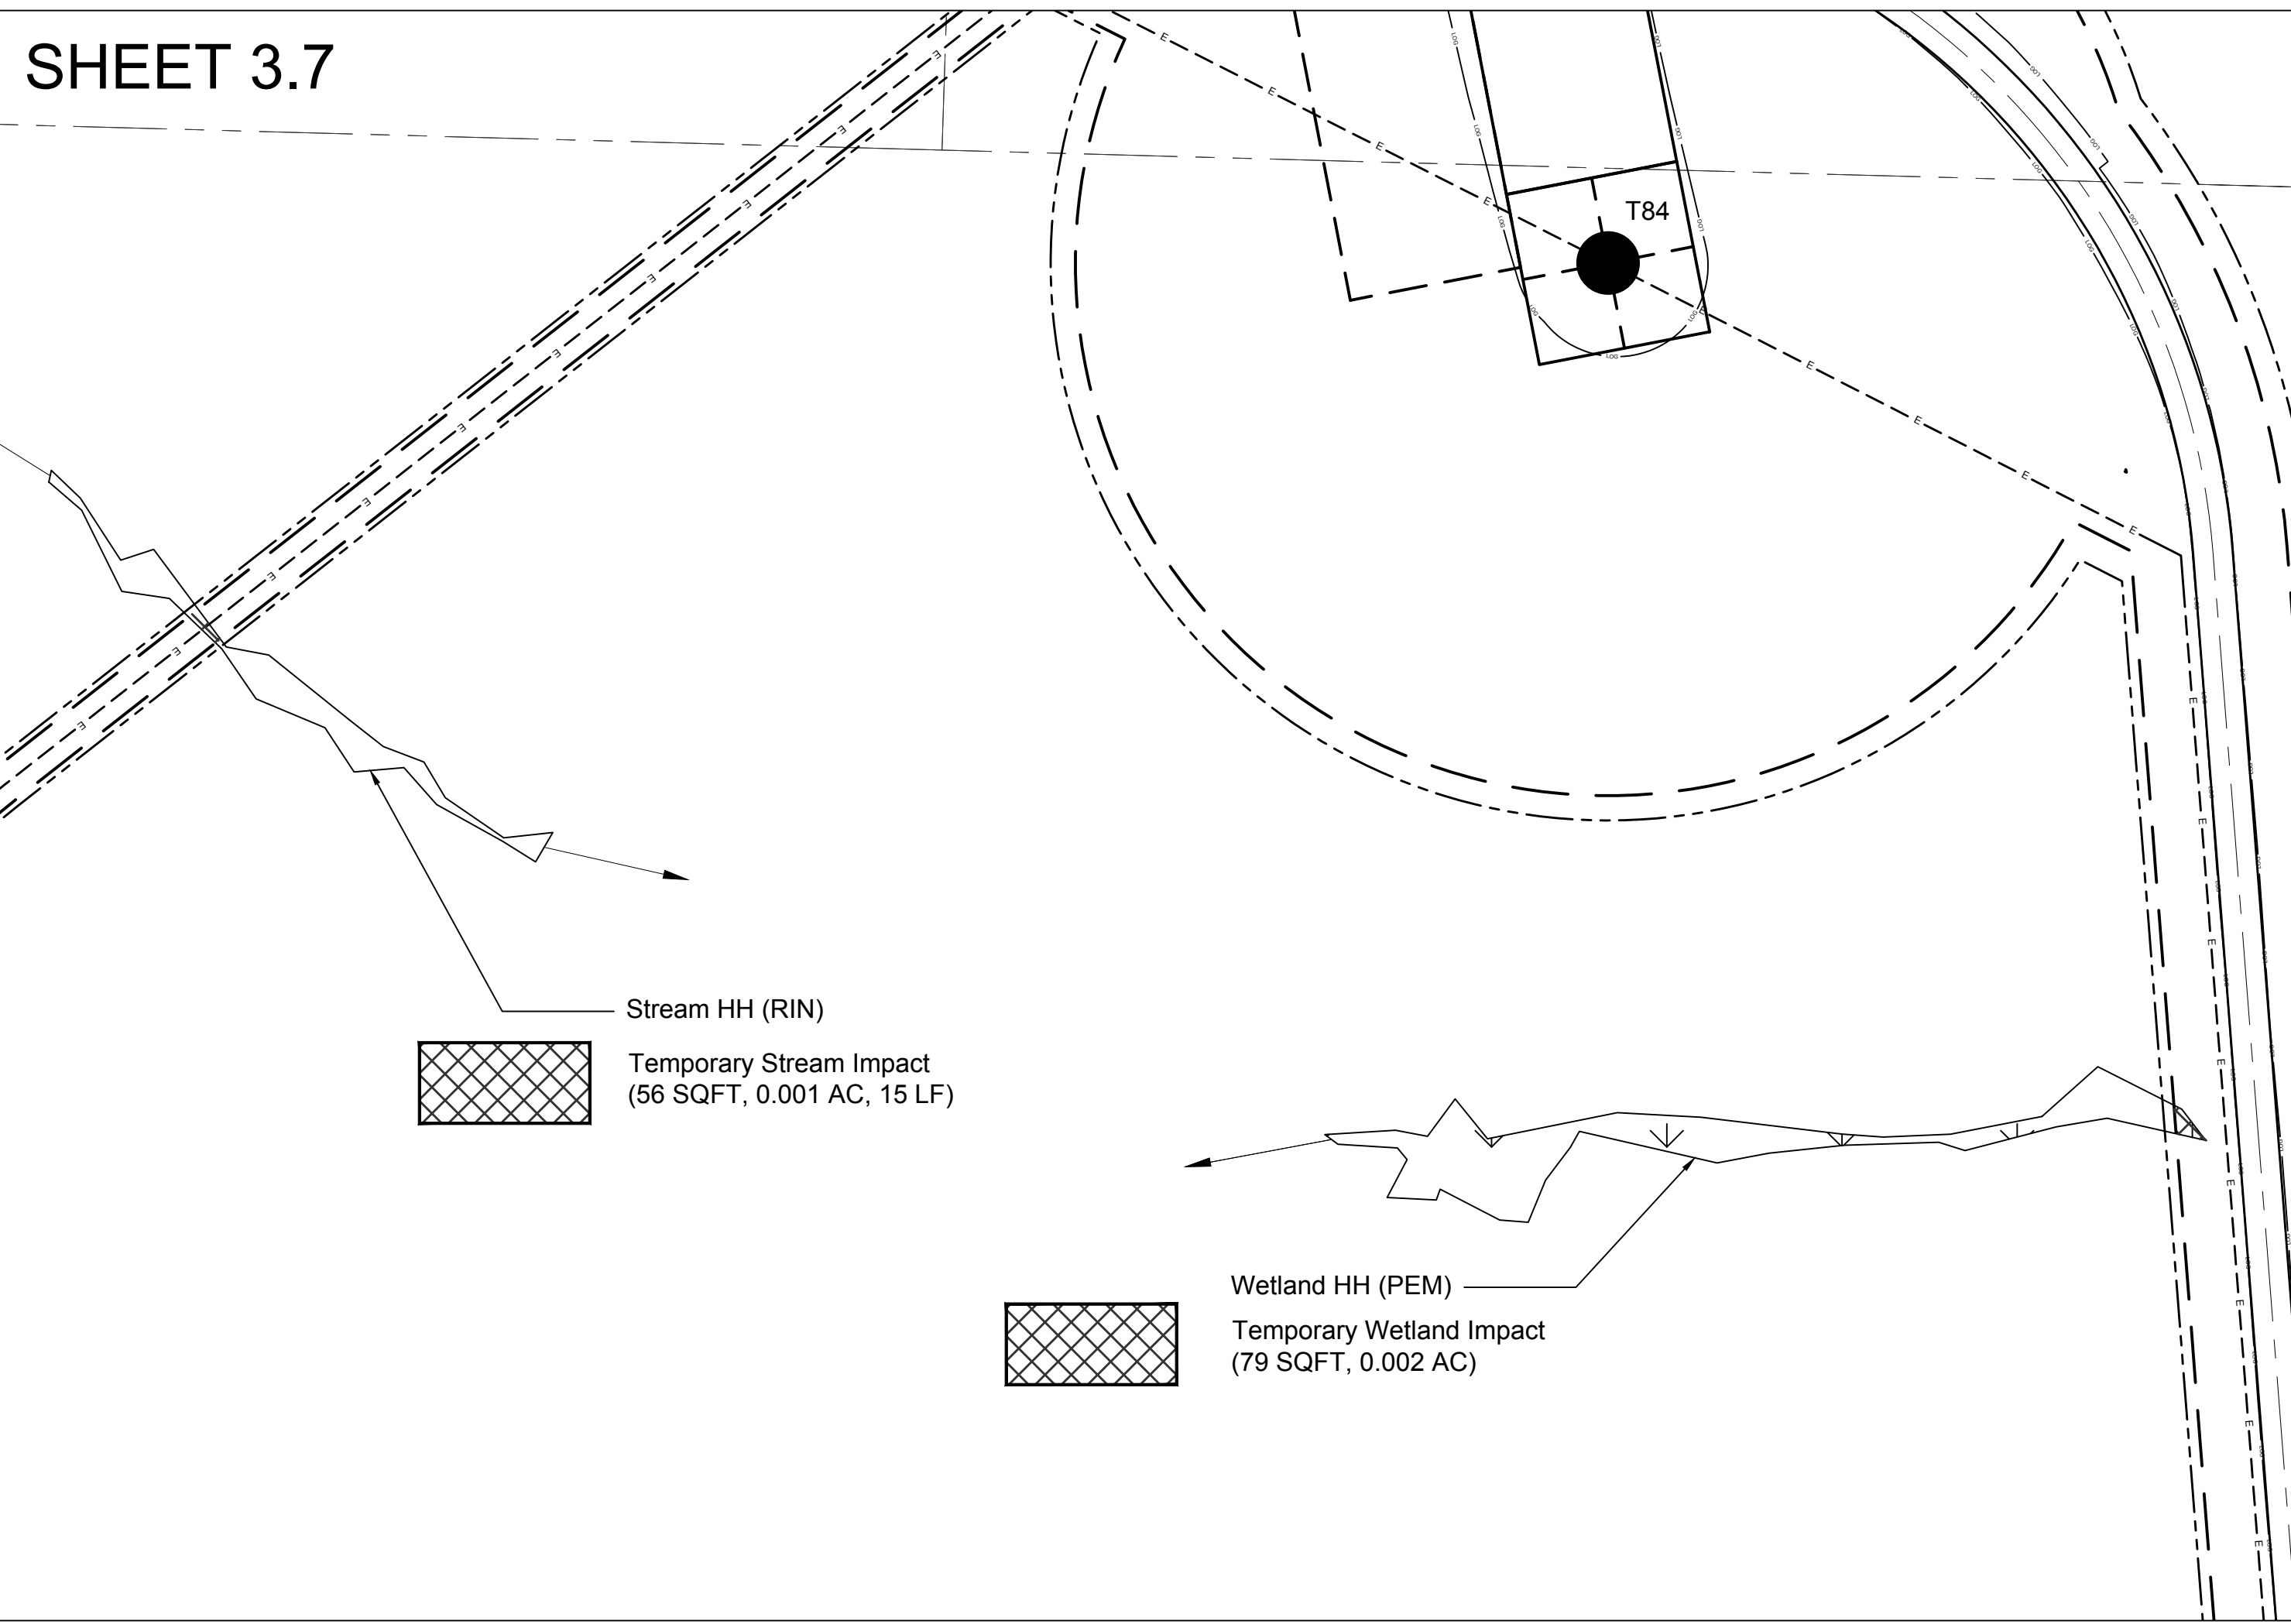 SHEET 3.7
T84
Stream HH (RIN)
Temporary Stream Impact
(56 SQFT, 0.001 AC, 15 LF)
Wetland HH (PEM)
Temporary Wetland Impact
(79 SQFT, 0.002 AC)